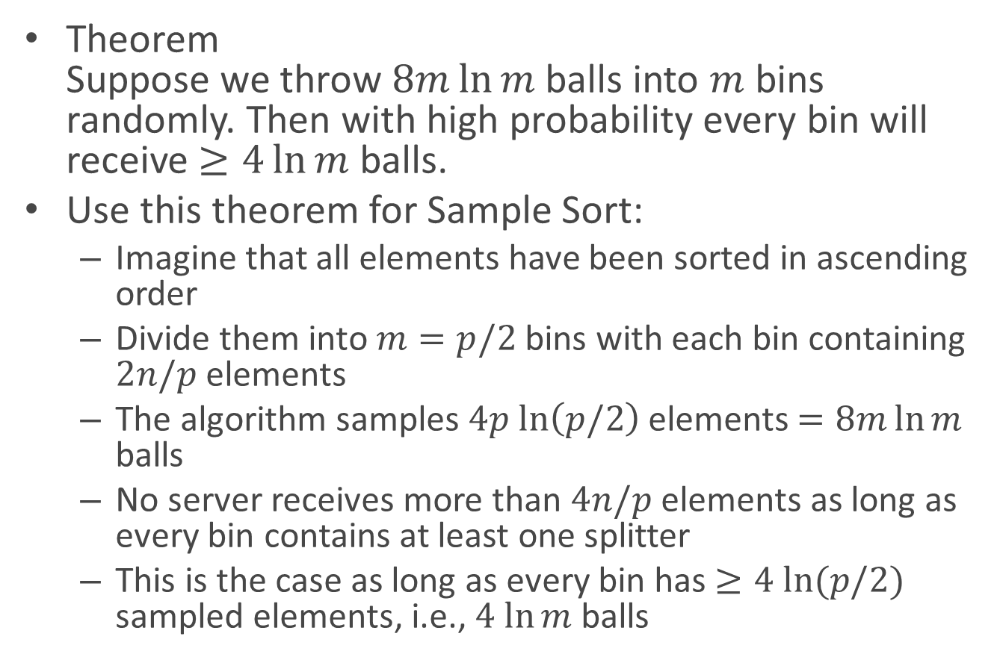 • Theorem
Suppose we throw 8m ln m balls into m bins
randomly. Then with high probability every bin will
receive ≥ 4 ln m balls.
• Use this theorem for Sample Sort:
– Imagine that all elements have been sorted in ascending
order
– Divide them into m = p/2 bins with each bin containing
2n/p elements
– The algorithm samples 4p ln(p/2) elements = 8m ln m
balls
– No server receives more than 4n/p elements as long as
every bin contains at least one splitter
– This is the case as long as every bin has ≥ 4 ln(p/2)
sampled elements, i.e., 4 ln m balls